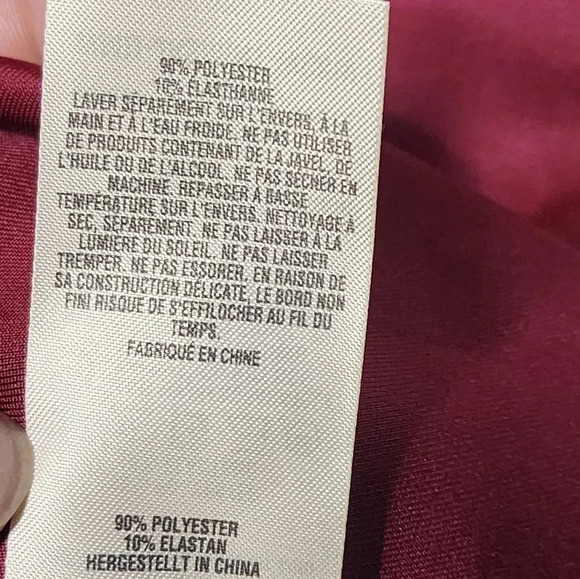 90% POLYESTER
10% ÉLASTHANNE
LAVER SÉPAREMENT SUR L'ENVERS, À LA
MAIN ET À L'EAU FROIDE. NE PAS UTILISER
DE PRODUITS CONTENANT DE LA JAVEL, DE
L'HUILE OU DE L'ALCOOL. NE PAS SÉCHER EN
MACHINE. REPASSER À BASSE
TEMPÉRATURE SUR L'ENVERS. NETTOYAGE À
SEC, SÉPAREMENT. NE PAS LAISSER À LA
LUMIERE DU SOLEIL. NE PAS LAISSER
TREMPER. NE PAS ESSORER. EN RAISON DE
SA CONSTRUCTION DÉLICATE, LE BORD NON
FINI RISQUE DE S'EFFILOCHER AU FIL DU
TEMPS.
FABRIQUÉ EN CHINE
90% POLYESTER
10% ELASTAN
HERGESTELLT IN CHINA